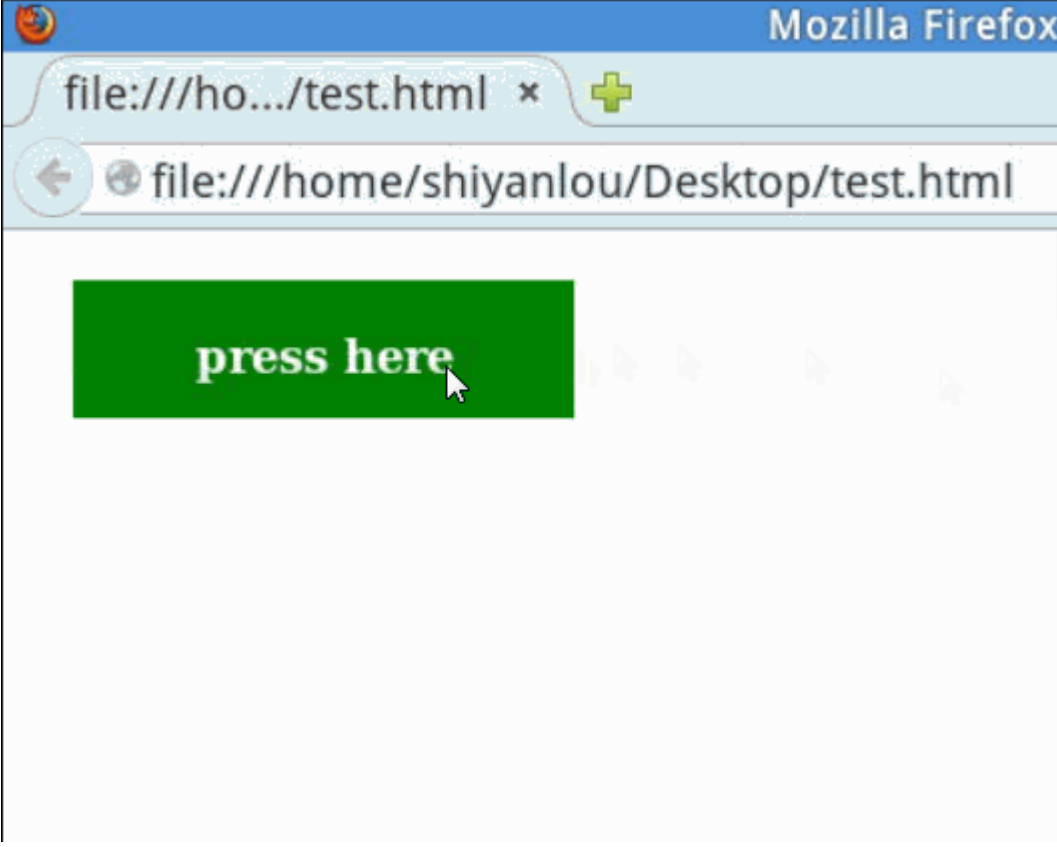 Mozilla Firefox
file:///ho.../test.html
file:///home/shiyanlou/Desktop/test.html
press here